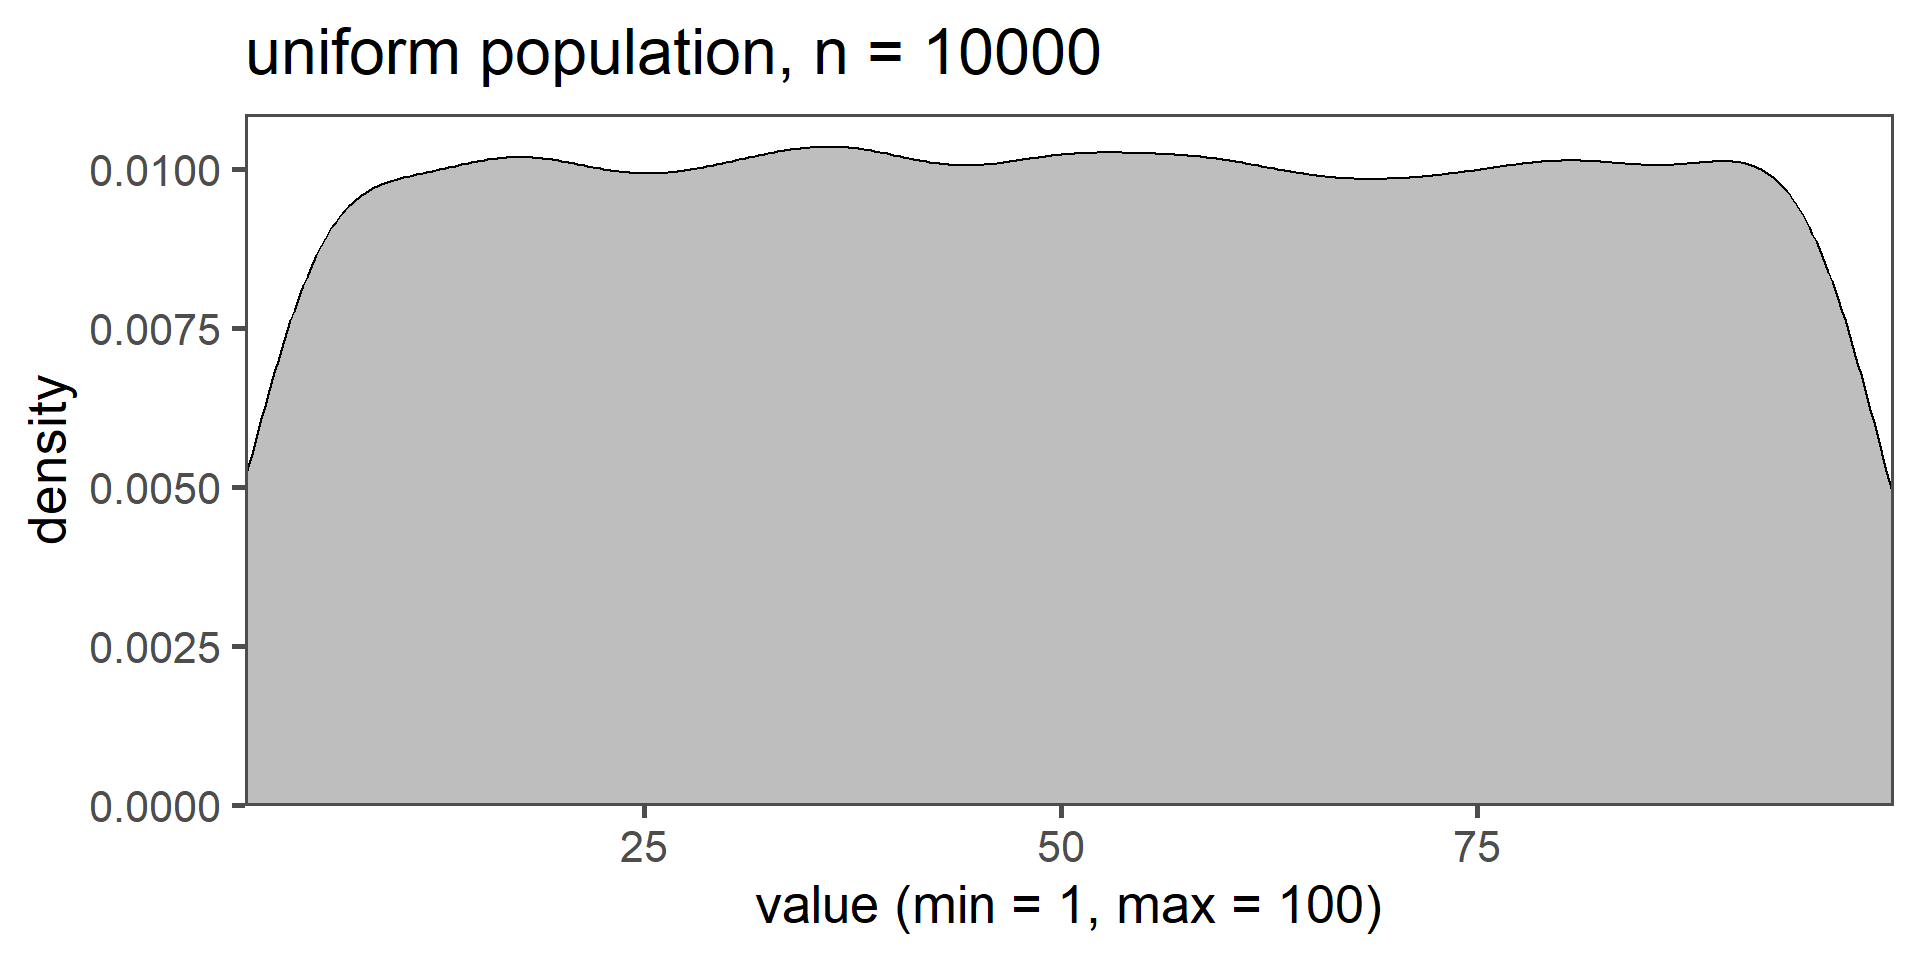 uniform population, n = 10000
0.0100
0.0075
0.0050
0.0025
0.0000
density
25 50 75
value (min = 1, max = 100)